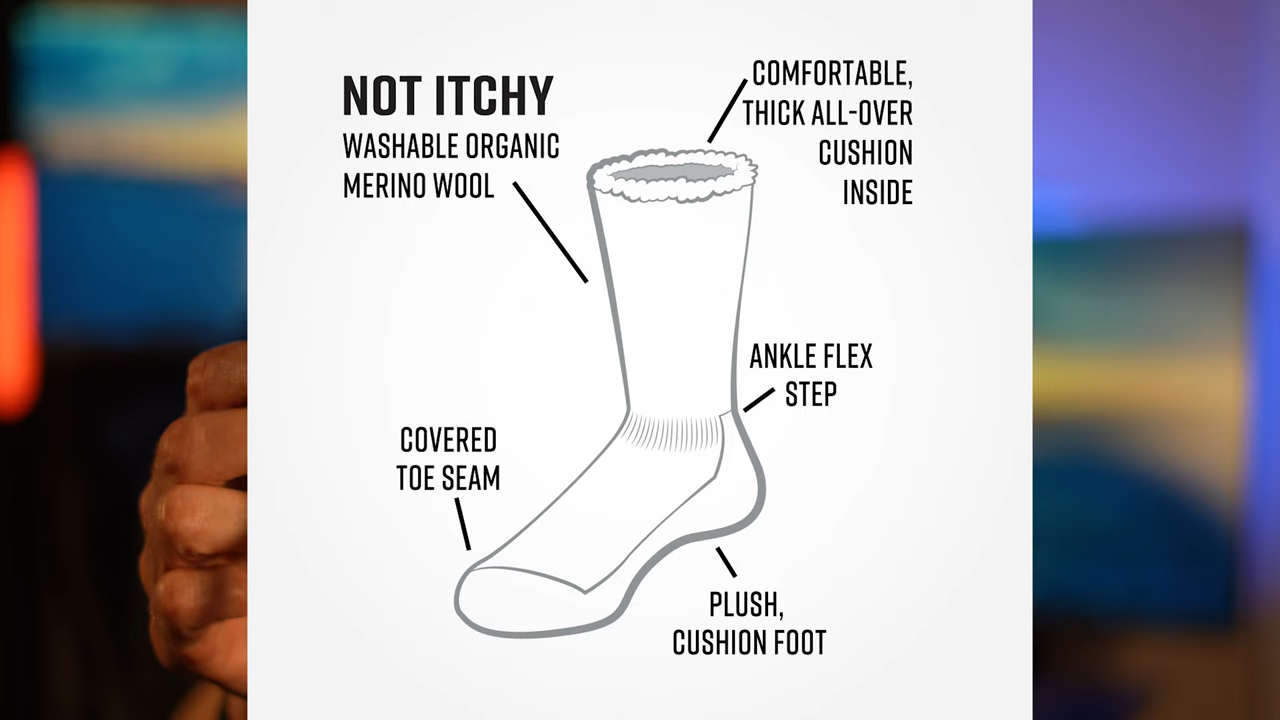 NOT ITCHY
WASHABLE ORGANIC
MERINO WOOL
COMFORTABLE,
THICK ALL-OVER
CUSHION
INSIDE
ANKLE FLEX
STEP
COVERED
TOE SEAM
PLUSH,
CUSHION FOOT